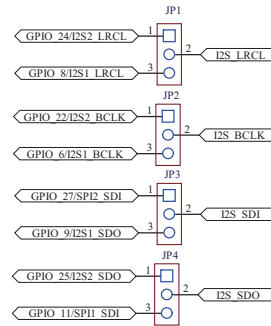 JP1
GPIO_24/I2S2_LRCL 1
2 I2S_LRCL
GPIO_8/I2S1_LRCL 3
JP2
GPIO_22/I2S2_BCLK 1
2 I2S_BCLK
GPIO_6/I2S1_BCLK 3
JP3
GPIO_27/SPI2_SDI 1
2 I2S_SDI
GPIO_9/I2S1_SDO 3
JP4
GPIO_25/I2S2_SDO 1
2 I2S_SDO
GPIO_11/SPI1_SDI 3